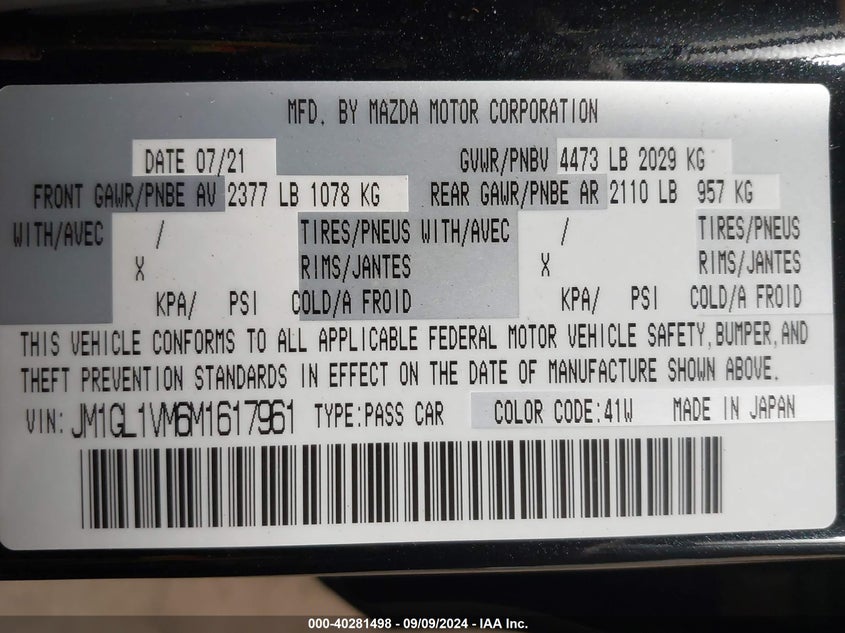 MFD. BY MAZDA MOTOR CORPORATION
DATE 07/21 GVWR/PNBV 4473 LB 2029 KG
FRONT GAWR/PNBE AV 2377 LB 1078 KG REAR GAWR/PNBE AR 2110 LB 957 KG
WITH/AVEC / TIRES/PNEUS WITH/AVEC / TIRES/PNEUS
X RIMS/JANTES X RIMS/JANTES
KPA/ PSI COLD/A FROID KPA/ PSI COLD/A FROID
THIS VEHICLE CONFORMS TO ALL APPLICABLE FEDERAL MOTOR VEHICLE SAFETY, BUMPER, AND
THEFT PREVENTION STANDARDS IN EFFECT ON THE DATE OF MANUFACTURE SHOWN ABOVE.
VIN: JM1GL1VM6M1617961 TYPE:PASS CAR COLOR CODE:41W MADE IN JAPAN
000-40281498 - 09/09/2024 - IAA Inc.